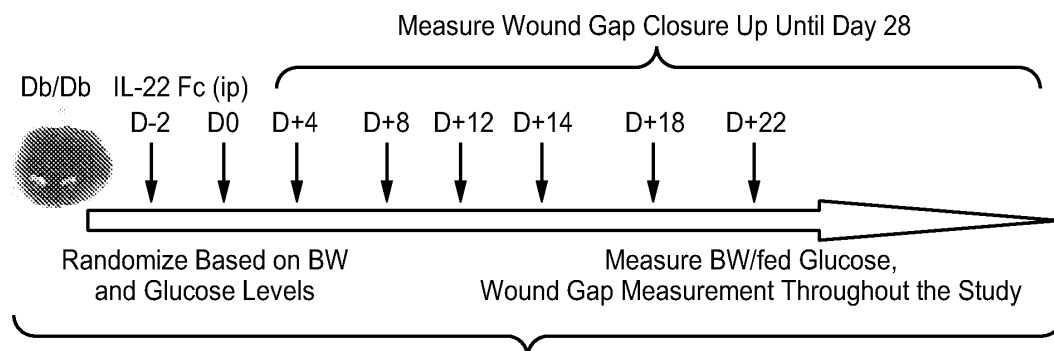 Measure Wound Gap Closure Up Until Day 28
Db/Db IL-22 Fc (ip)
D-2 D0 D+4 D+8 D+12 D+14 D+18 D+22
Randomize Based on BW
and Glucose Levels
Measure BW/fed Glucose,
Wound Gap Measurement Throughout the Study